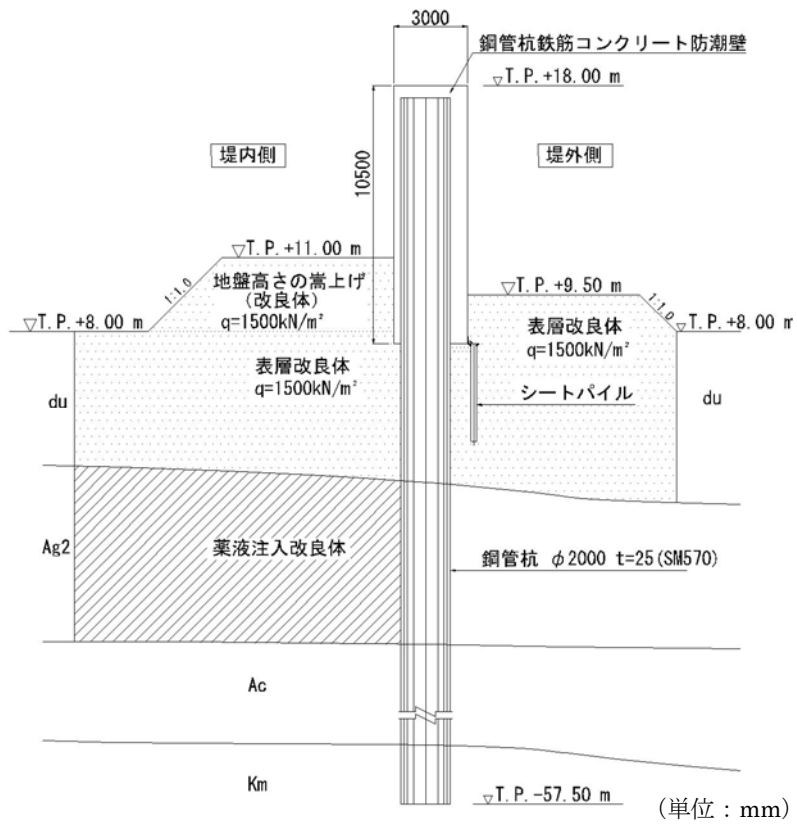 3000
鋼管杭鉄筋コンクリート防潮壁
▽T.P.+18.00 m
堤内側
堤外側
10500
▽T.P.+11.00 m
地盤高さの嵩上げ
(改良体)
q=1500kN/m²
1:1.0
▽T.P.+9.50 m
1:1.0
▽T.P.+8.00 m
▽T.P.+8.00 m
表層改良体
q=1500kN/m²
表層改良体
q=1500kN/m²
シートパイル
du
du
Ag2
薬液注入改良体
鋼管杭 φ2000 t=25(SM570)
Ac
Km
▽T.P.-57.50 m
(単位:mm)